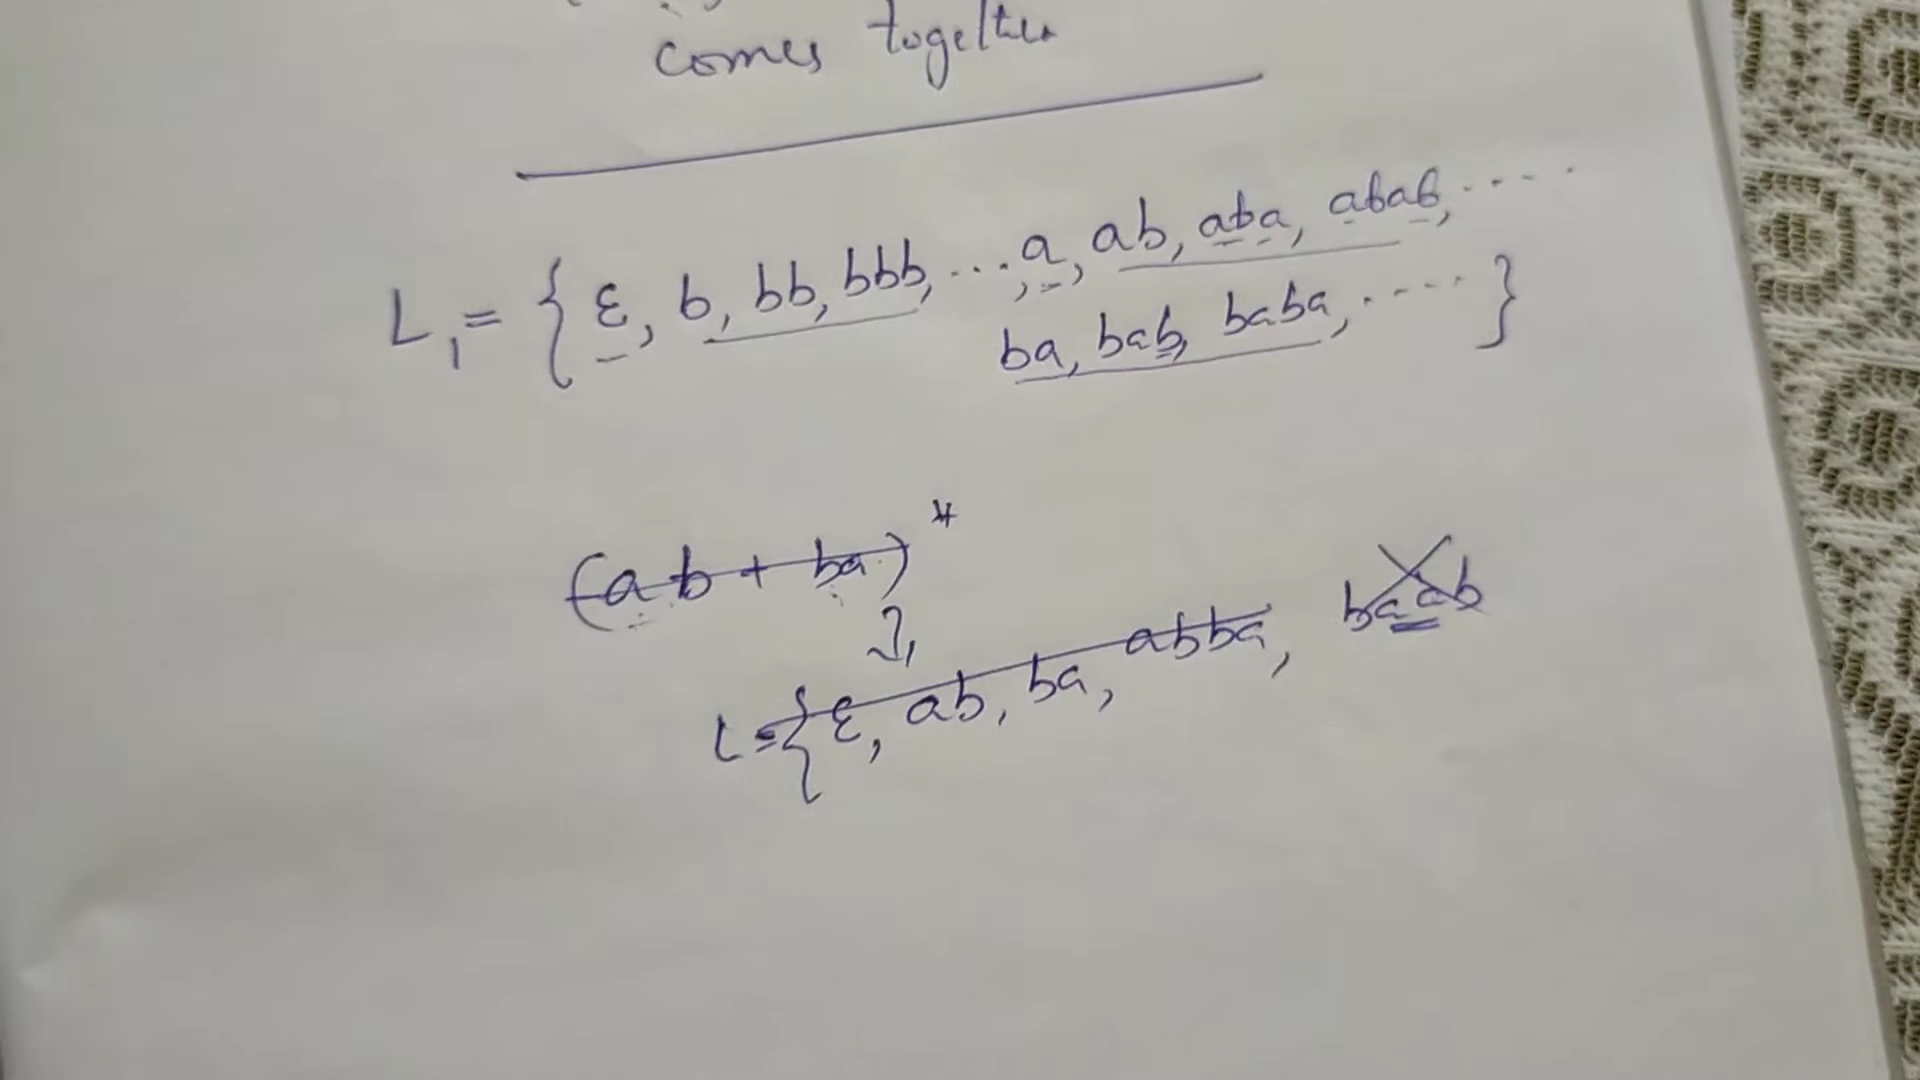 comes together
L₁ = { ε, b, bb, bbb, ...., a, ab, aba, abab, ....
ba, bab, baba, .... }
(ab + ba)*
L = { ε, ab, ba, abba, baab